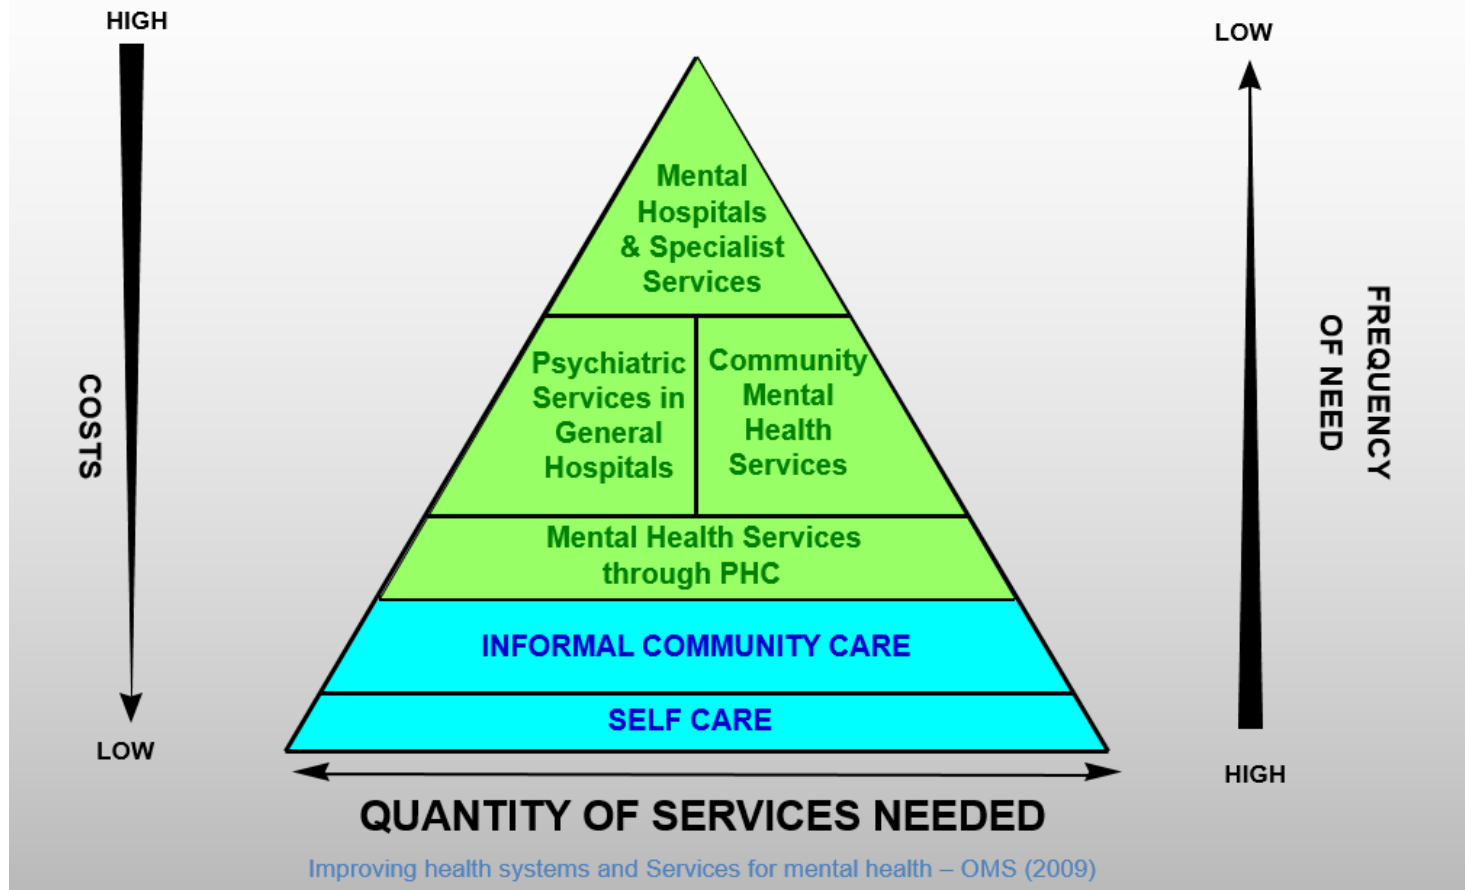 HIGH
LOW
Mental
Hospitals
& Specialist
Services
Psychiatric
Services in
General
Hospitals
Community
Mental
Health
Services
Mental Health Services
through PHC
INFORMAL COMMUNITY CARE
SELF CARE
COSTS
FREQUENCY
OF NEED
LOW
HIGH
QUANTITY OF SERVICES NEEDED
Improving health systems and Services for mental health – OMS (2009)